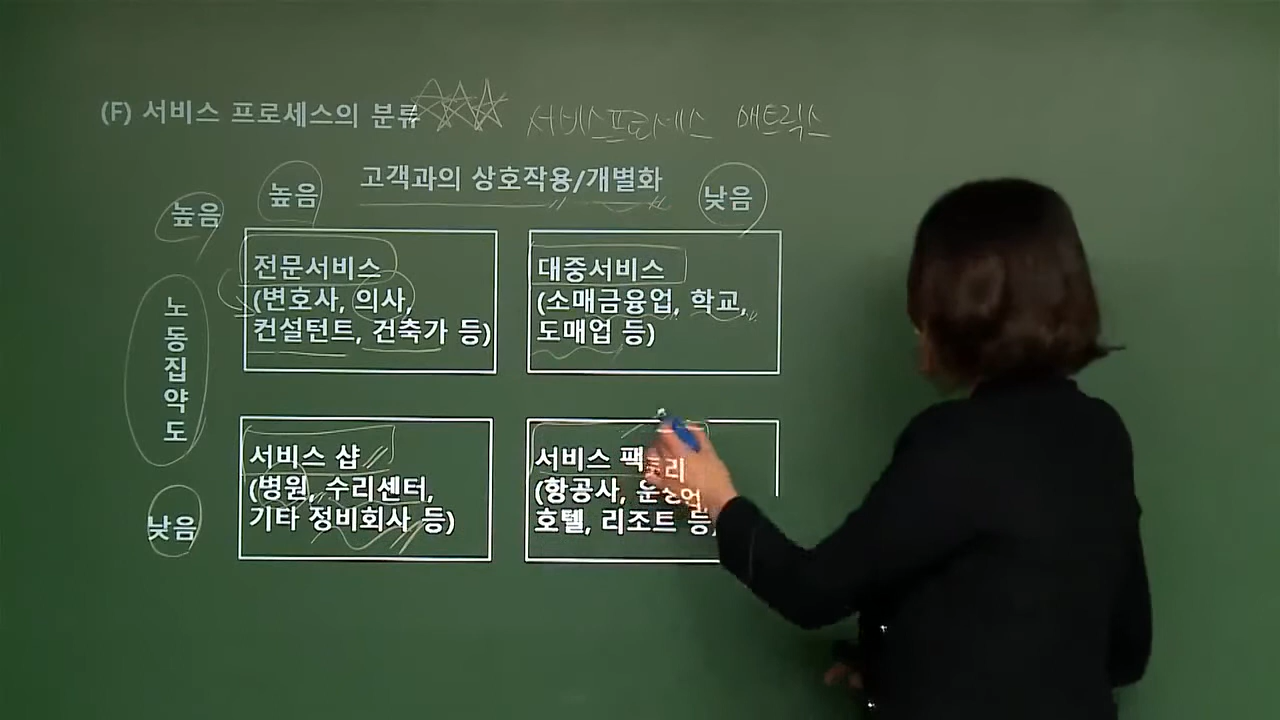 (F) 서비스 프로세스의 분류 서비스프로세스 매트릭스
고객과의 상호작용/개별화
높음
높음
낮음
노동집약도
낮음
전문서비스
(변호사, 의사,
컨설턴트, 건축가 등)
대중서비스
(소매금융업, 학교,
도매업 등)
서비스 샵
(병원, 수리센터,
기타 정비회사 등)
서비스 팩토리
(항공사, 운송업,
호텔, 리조트 등)